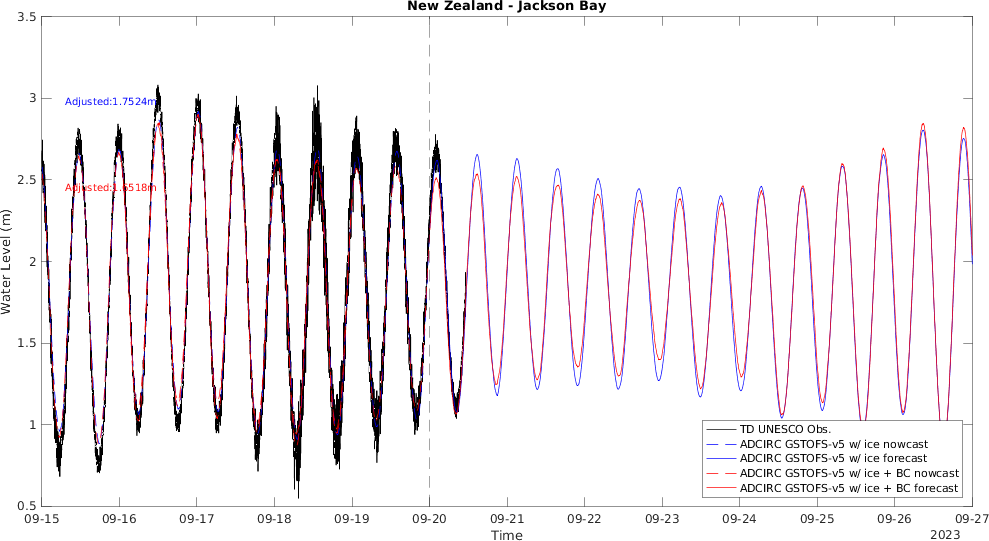 New Zealand - Jackson Bay
3.5
3
2.5
2
1.5
1
0.5
Water Level (m)
Adjusted:1.7524m
Adjusted:1.6518m
TD UNESCO Obs.
ADCIRC GSTOFS-v5 w/ ice nowcast
ADCIRC GSTOFS-v5 w/ ice forecast
ADCIRC GSTOFS-v5 w/ ice + BC nowcast
ADCIRC GSTOFS-v5 w/ ice + BC forecast
09-15 09-16 09-17 09-18 09-19 09-20 09-21 09-22 09-23 09-24 09-25 09-26 09-27
Time
2023